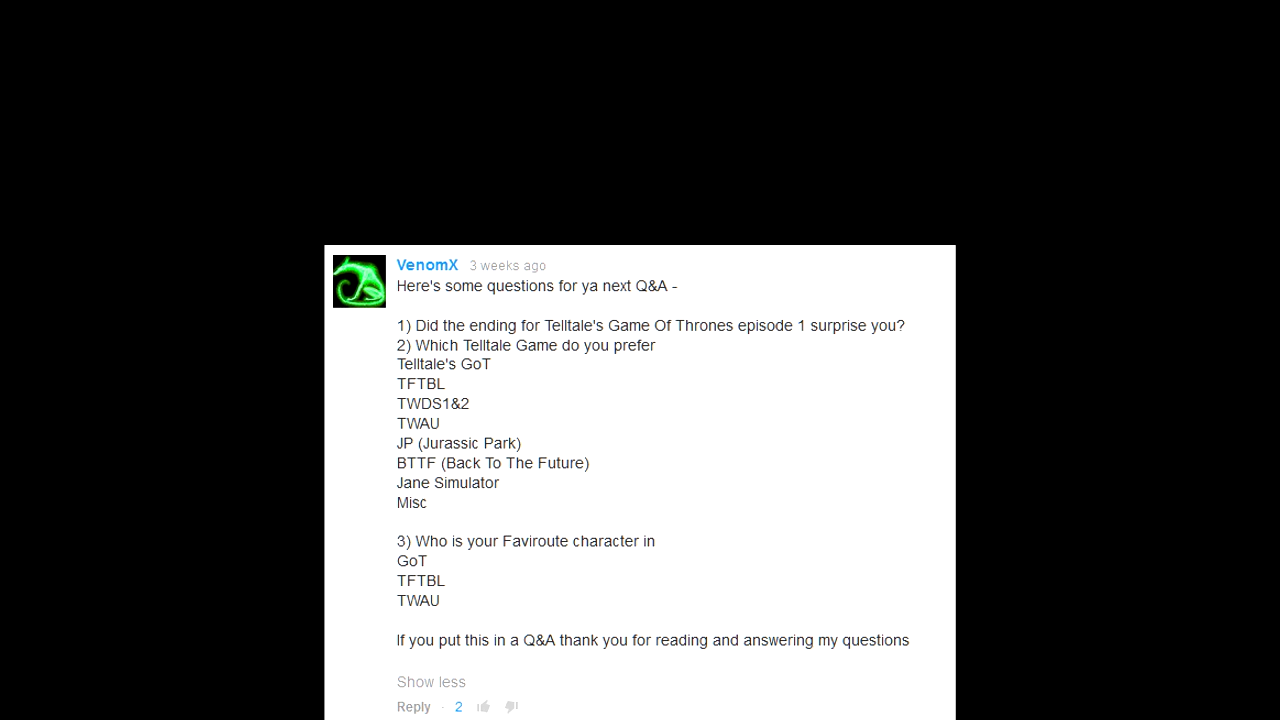 VenomX 3 weeks ago
Here's some questions for ya next Q&A -
1) Did the ending for Telltale's Game Of Thrones episode 1 surprise you?
2) Which Telltale Game do you prefer
Telltale's GoT
TFTBL
TWDS1&2
TWAU
JP (Jurassic Park)
BTTF (Back To The Future)
Jane Simulator
Misc
3) Who is your Faviroute character in
GoT
TFTBL
TWAU
If you put this in a Q&A thank you for reading and answering my questions
Show less
Reply · 2